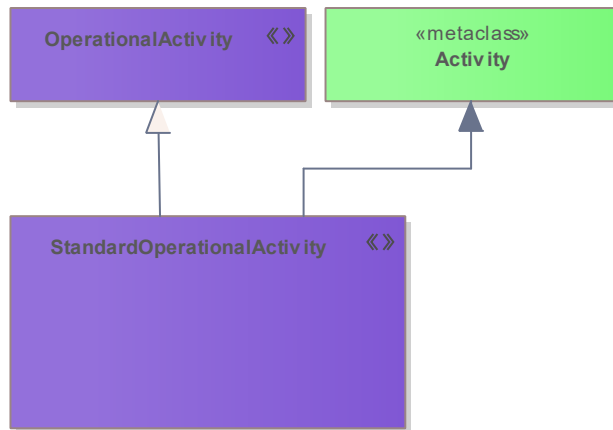 OperationalActivity «»
«metaclass»
Activity
StandardOperationalActivity «»